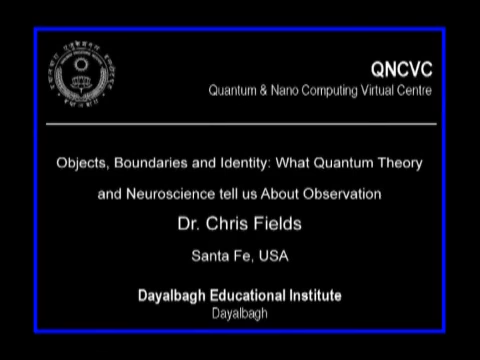 QNCVC
Quantum & Nano Computing Virtual Centre
Objects, Boundaries and Identity: What Quantum Theory
and Neuroscience tell us About Observation
Dr. Chris Fields
Santa Fe, USA
Dayalbagh Educational Institute
Dayalbagh